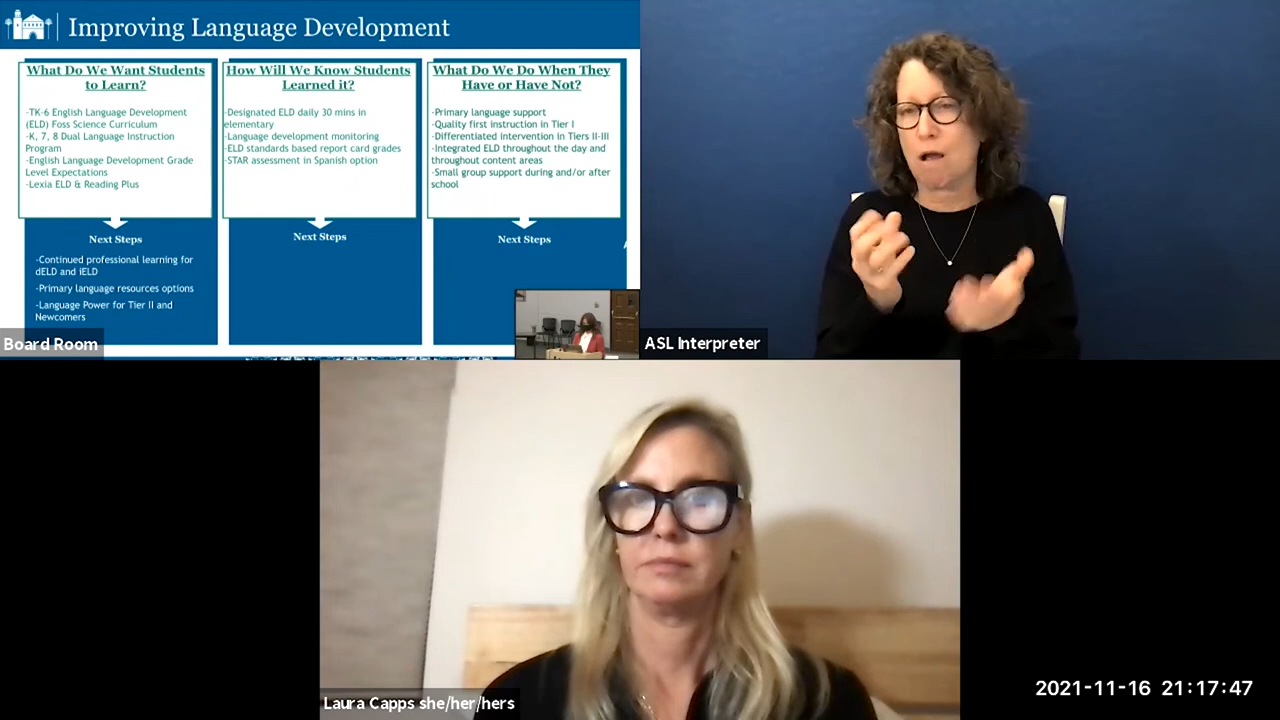 Improving Language Development
What Do We Want Students
to Learn?
-TK-6 English Language Development
(ELD) Foss Science Curriculum
-K, 7, 8 Dual Language Instruction
Program
-English Language Development Grade
Level Expectations
-Lexia ELD & Reading Plus
Next Steps
-Continued professional learning for
dELD and iELD
-Primary language resources options
-Language Power for Tier II and
Newcomers
How Will We Know Students
Learned it?
-Designated ELD daily 30 mins in
elementary
-Language development monitoring
-ELD standards based report card grades
-STAR assessment in Spanish option
Next Steps
What Do We Do When They
Have or Have Not?
-Primary language support
-Quality first instruction in Tier I
-Differentiated intervention in Tiers II-III
-Integrated ELD throughout the day and
throughout content areas
-Small group support during and/or after
school
Next Steps
Board Room
ASL Interpreter
Laura Capps she/her/hers
2021-11-16 21:17:47